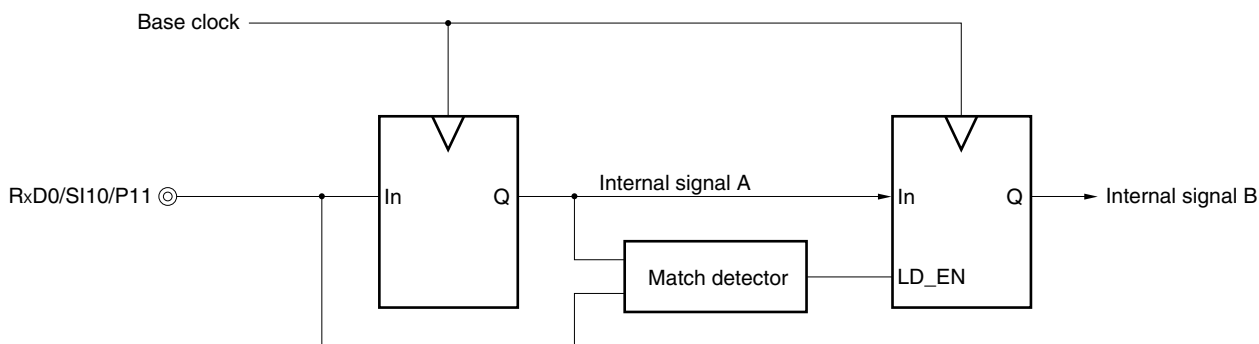 Base clock
RxD0/SI10/P11
In
Q
Internal signal A
In
Q
Internal signal B
Match detector
LD_EN